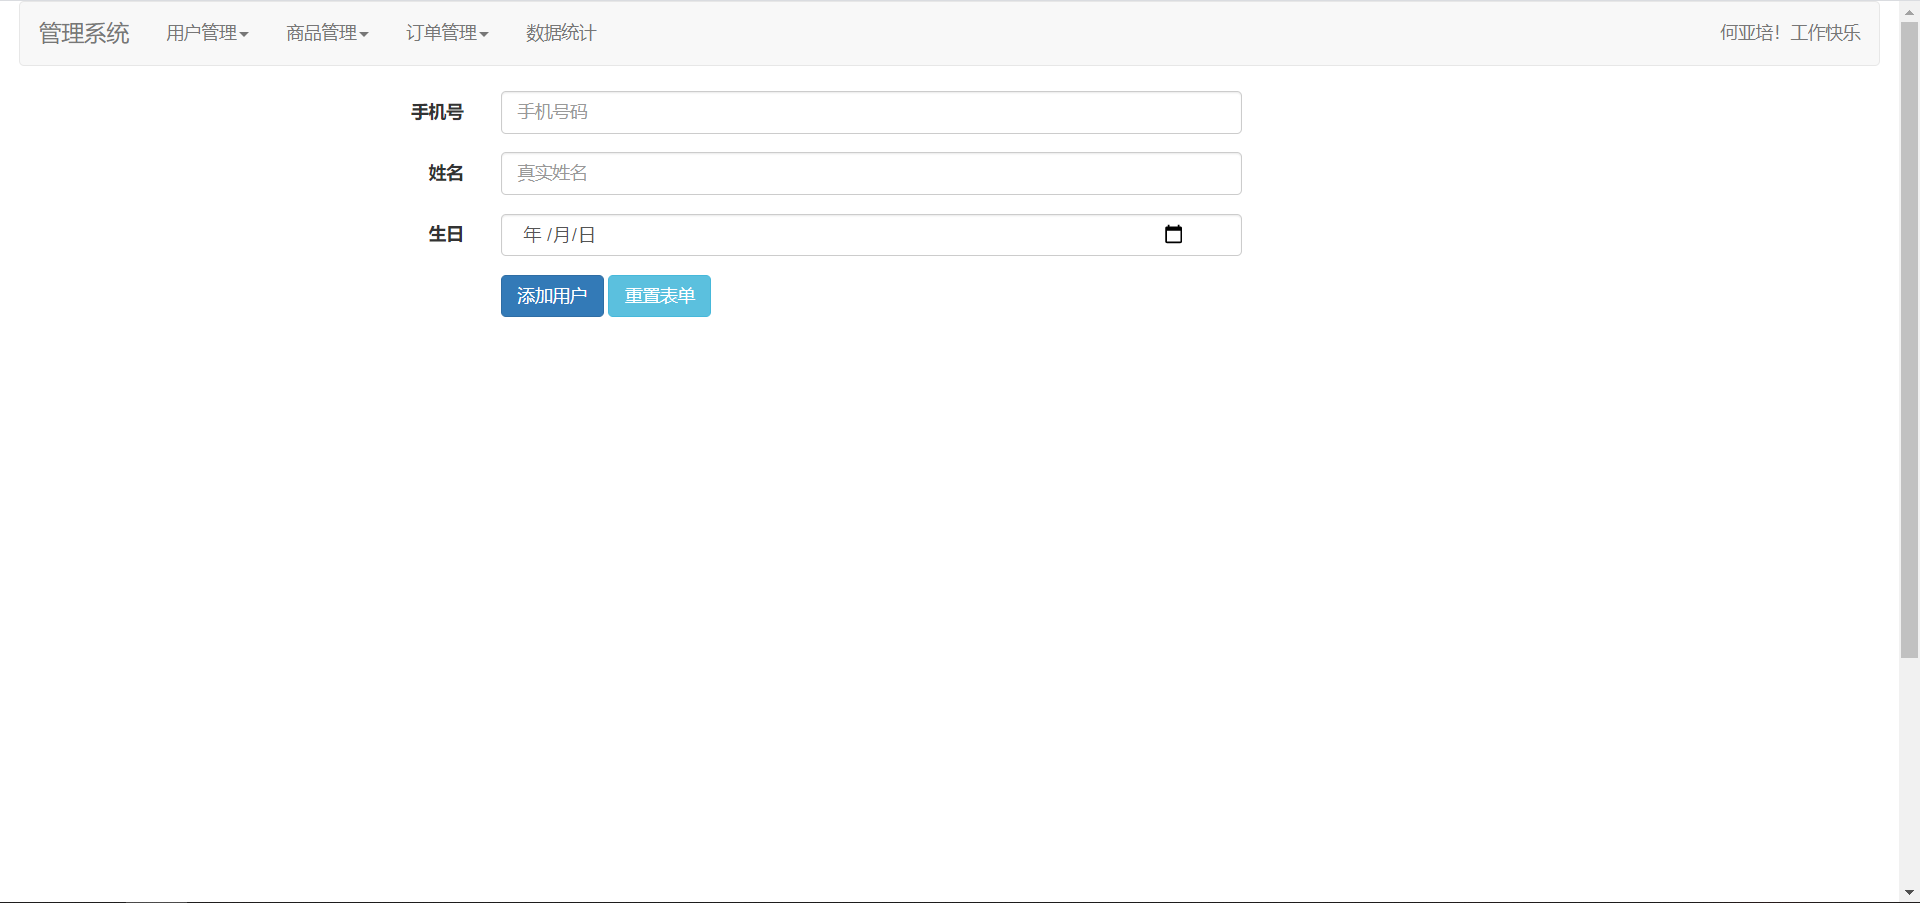 管理系统 用户管理 商品管理 订单管理 数据统计 何亚培！工作快乐
手机号 手机号码
姓名 真实姓名
生日 年 /月/日
添加用户 重置表单